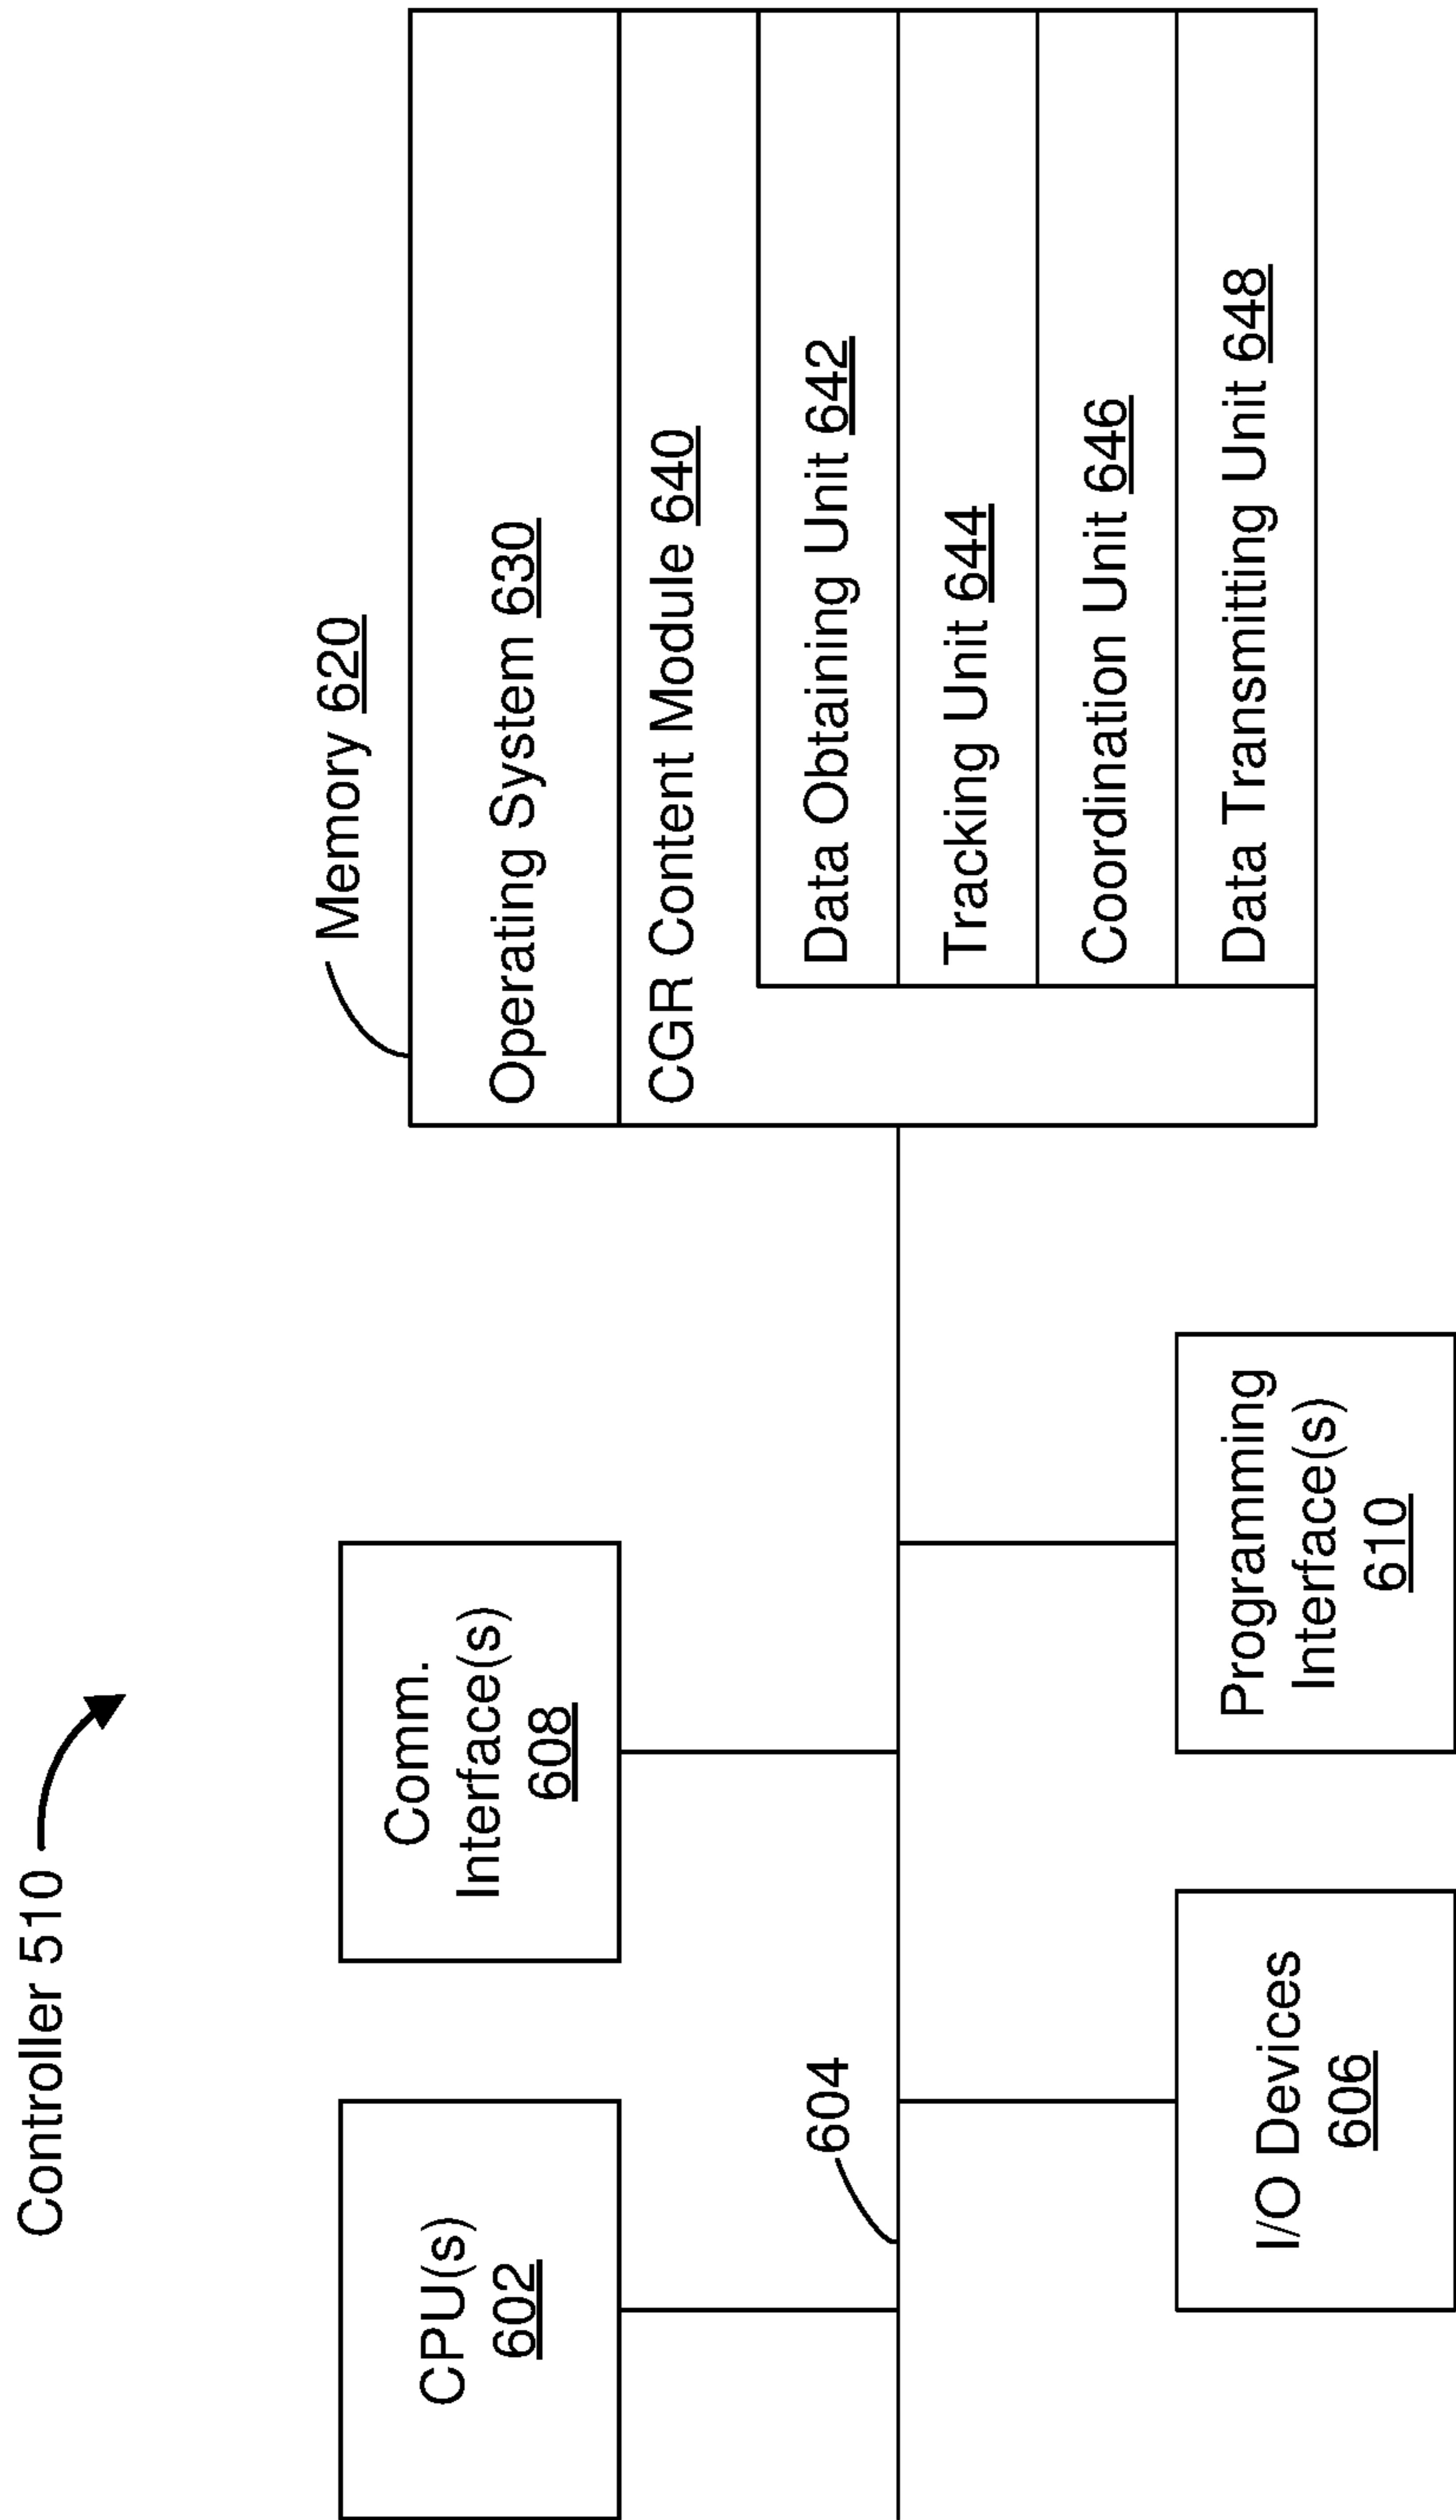 Controller 510
CPU(s)
602
Comm.
Interface(s)
608
604
I/O Devices
606
Programming
Interface(s)
610
Memory 620
Operating System 630
CGR Content Module 640
Data Obtaining Unit 642
Tracking Unit 644
Coordination Unit 646
Data Transmitting Unit 648